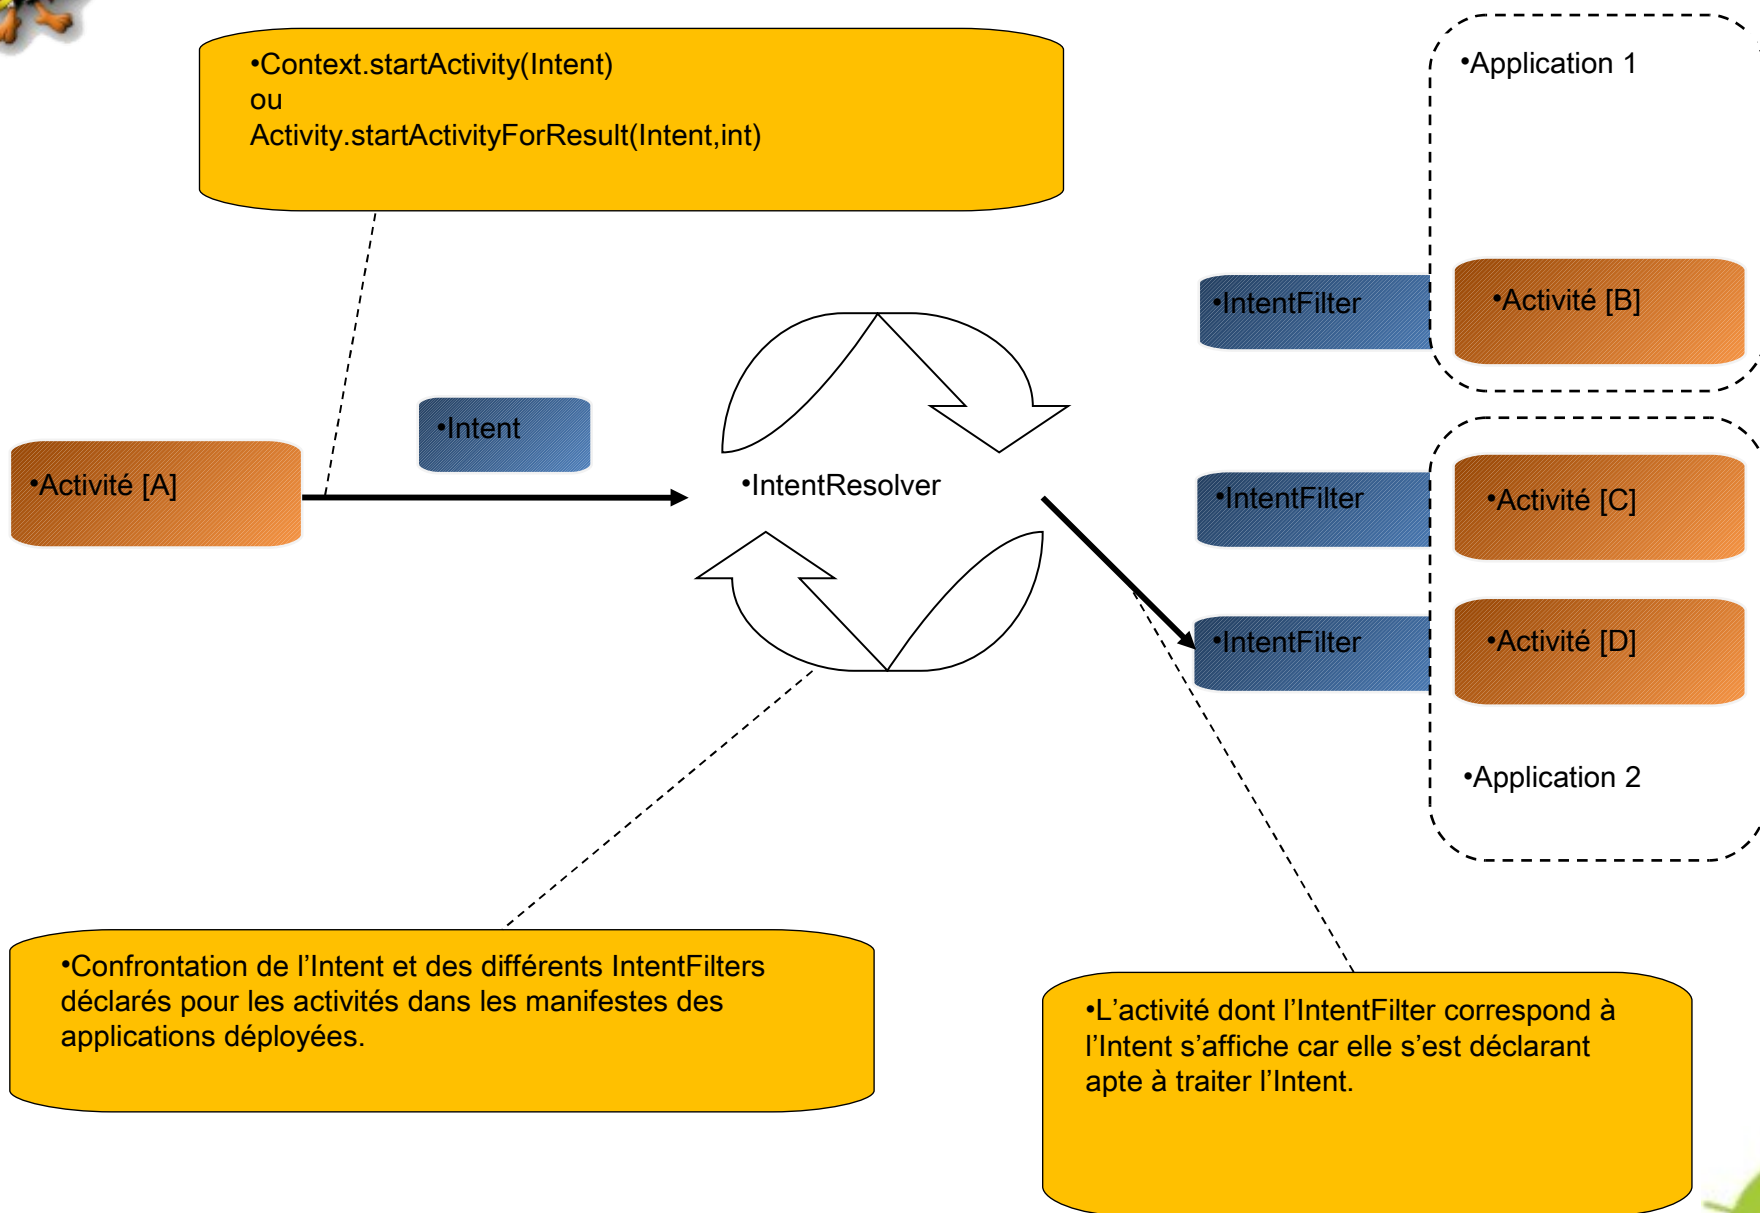 •Context.startActivity(Intent)
ou
Activity.startActivityForResult(Intent,int)
•Application 1
•IntentFilter
•Activité [B]
•Intent
•Activité [A]
•IntentResolver
•IntentFilter
•Activité [C]
•IntentFilter
•Activité [D]
•Application 2
•Confrontation de l’Intent et des différents IntentFilters
déclarés pour les activités dans les manifestes des
applications déployées.
•L’activité dont l’IntentFilter correspond à
l’Intent s’affiche car elle s’est déclarant
apte à traiter l’Intent.